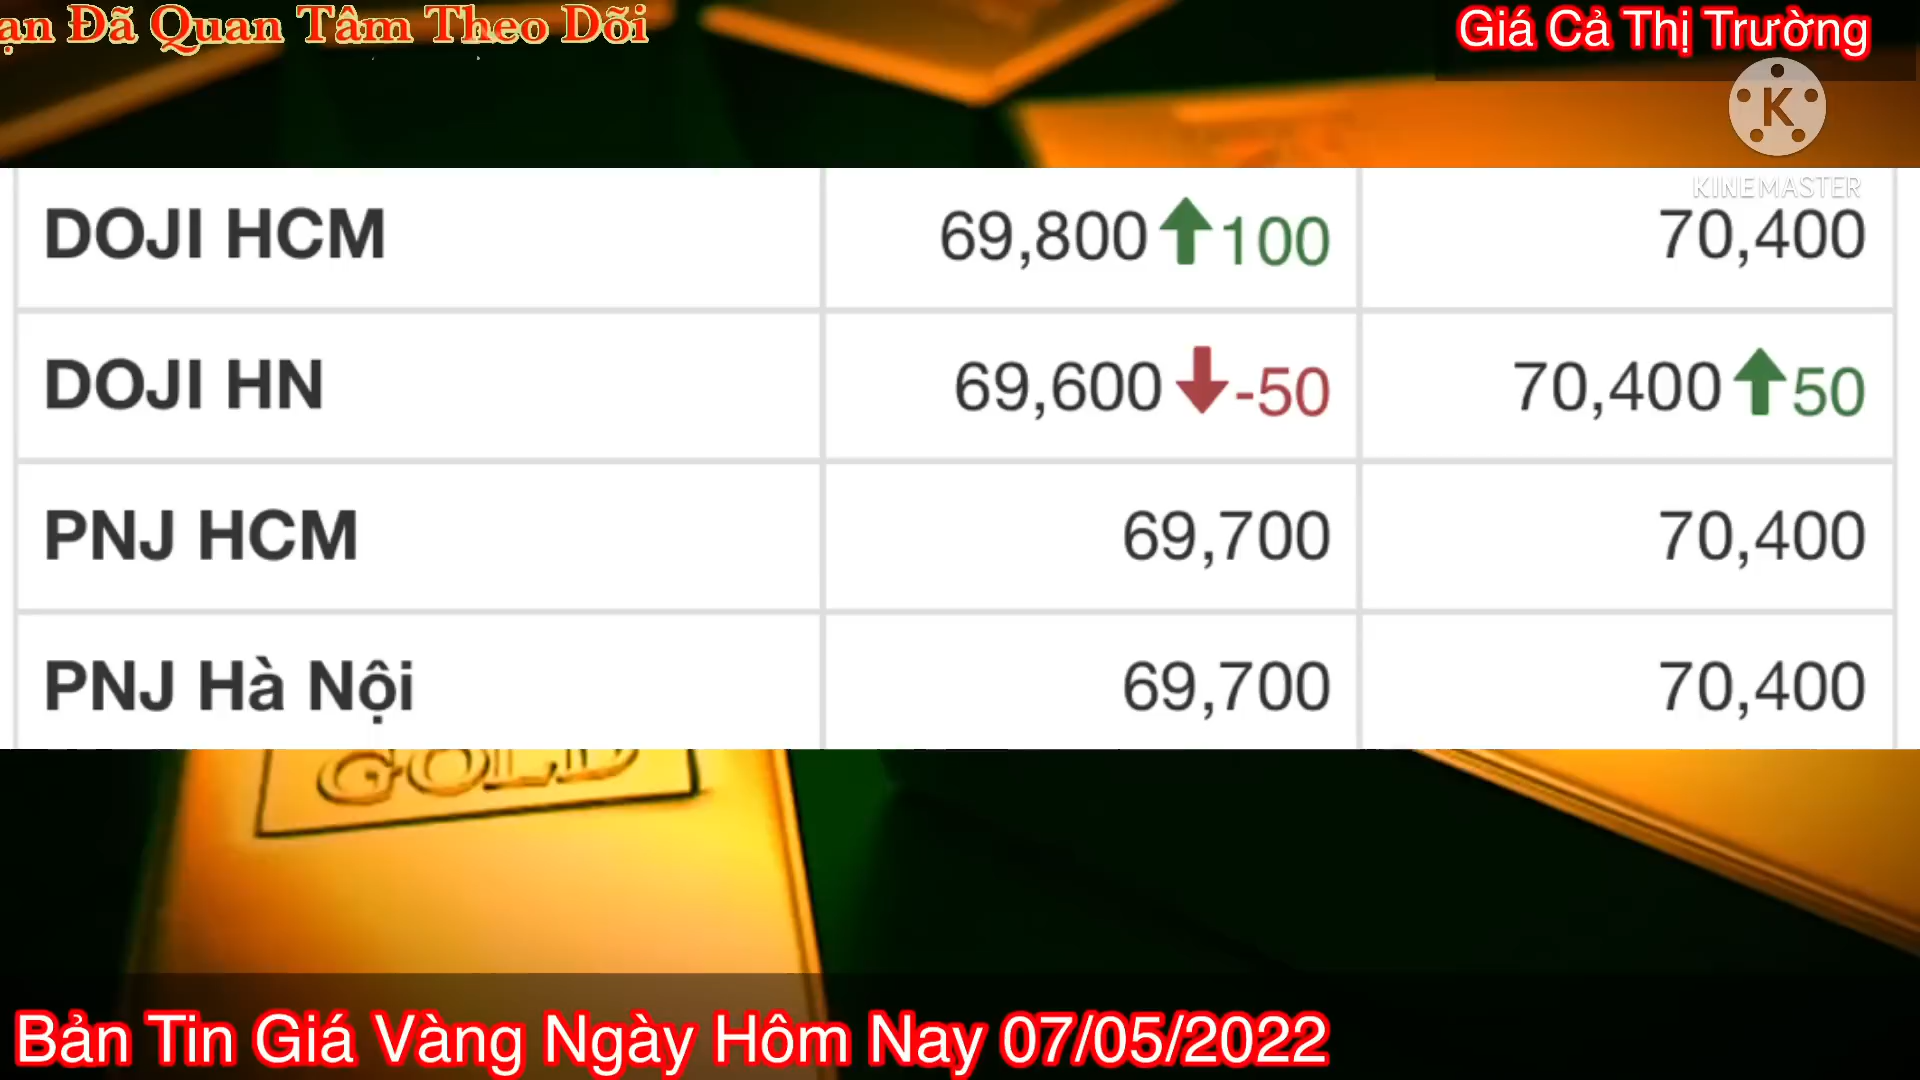 Đã Quan Tâm Theo Dõi
Giá Cả Thị Trường
K
KINEMASTER
DOJI HCM 69,800 100 70,400
DOJI HN 69,600 -50 70,400 50
PNJ HCM 69,700 70,400
PNJ Hà Nội 69,700 70,400
GOLD
Bản Tin Giá Vàng Ngày Hôm Nay 07/05/2022